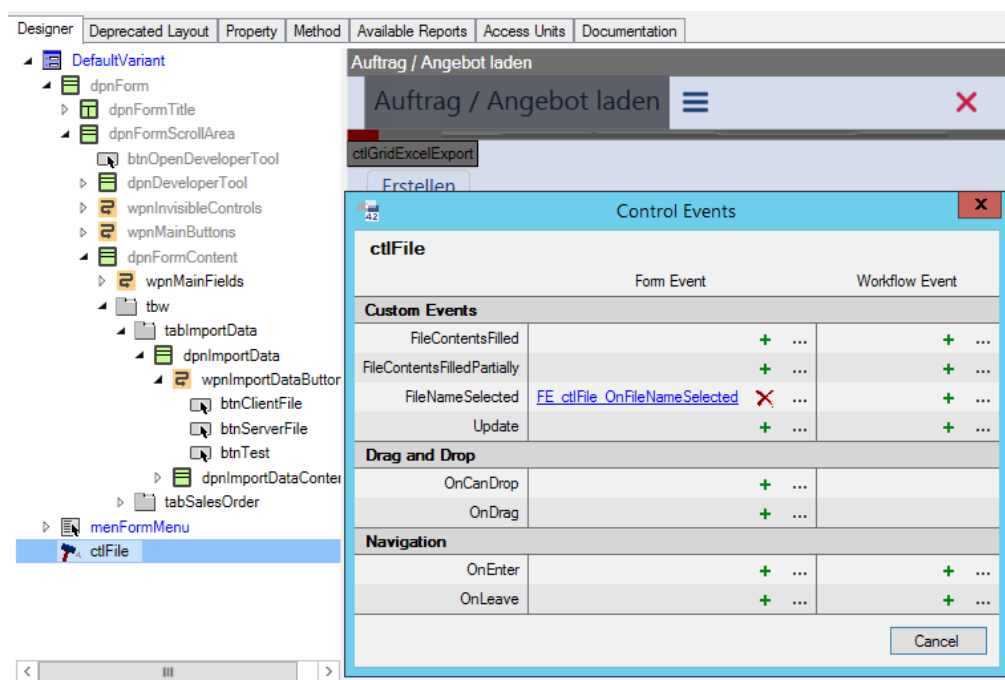 Designer Deprecated Layout Property Method Available Reports Access Units Documentation
DefaultVariant
dpnForm
dpnFormTitle
dpnFormScrollArea
btnOpenDeveloperTool
dpnDeveloperTool
wpnInvisibleControls
wpnMainButtons
dpnFormContent
wpnMainFields
tbw
tabImportData
dpnImportData
wpnImportDataButtor
btnClientFile
btnServerFile
btnTest
dpnImportDataConter
tabSalesOrder
menFormMenu
ctlFile
Auftrag / Angebot laden
Auftrag / Angebot laden
ctlGridExcelExport
Erstellen
4.2
Control Events
x
ctlFile
Form Event Workflow Event
Custom Events
FileContentsFilled + ... + ...
FileContentsFilledPartially + ... + ...
FileNameSelected FE_ctlFile_OnFileNameSelected ... + ...
Update + ... + ...
Drag and Drop
OnCanDrop + ...
OnDrag + ...
Navigation
OnEnter + ... + ...
OnLeave + ... + ...
Cancel